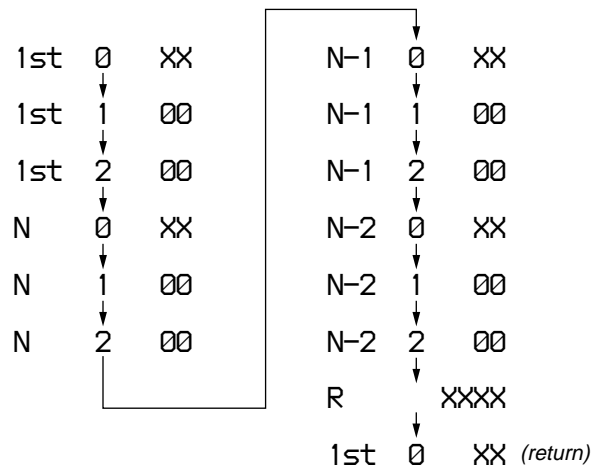 1st 0 XX
1st 1 00
1st 2 00
N 0 XX
N 1 00
N 2 00
N-1 0 XX
N-1 1 00
N-1 2 00
N-2 0 XX
N-2 1 00
N-2 2 00
R XXXX
1st 0 XX (return)